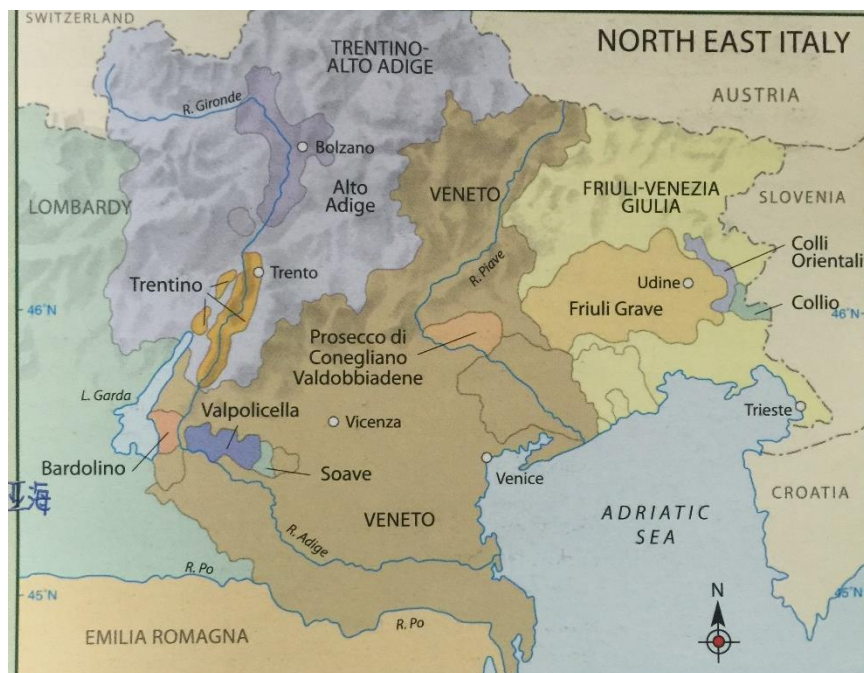 SWITZERLAND
NORTH EAST ITALY
TRENTINO-
ALTO ADIGE
R. Gironde
AUSTRIA
Bolzano
VENETO
FRIULI-VENEZIA
GIULIA
SLOVENIA
LOMBARDY
Alto
Adige
Colli
Orientali
R. Piave
Trento
Trentino
Udine
46°N
Friuli Grave
Collio
46°N
Prosecco di
Conegliano
Valdobbiadene
L. Garda
Valpolicella
Vicenza
Trieste
Bardolino
Soave
Venice
海
CROATIA
VENETO
ADRIATIC
SEA
R. Adige
R. Po
45°N
45°N
N
R. Po
EMILIA ROMAGNA